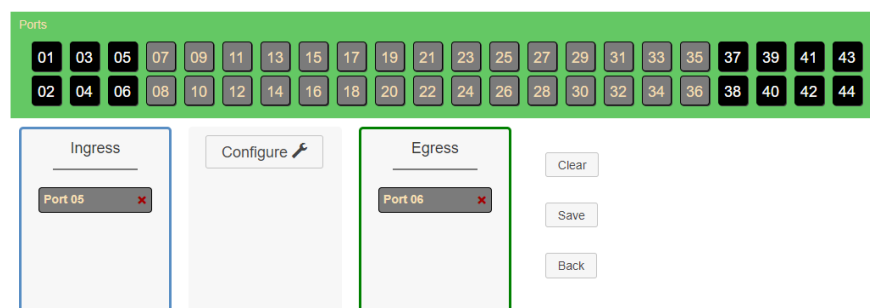 Ports
01 03 05 07 09 11 13 15 17 19 21 23 25 27 29 31 33 35 37 39 41 43
02 04 06 08 10 12 14 16 18 20 22 24 26 28 30 32 34 36 38 40 42 44
Ingress
Port 05
Configure
Egress
Port 06
Clear
Save
Back